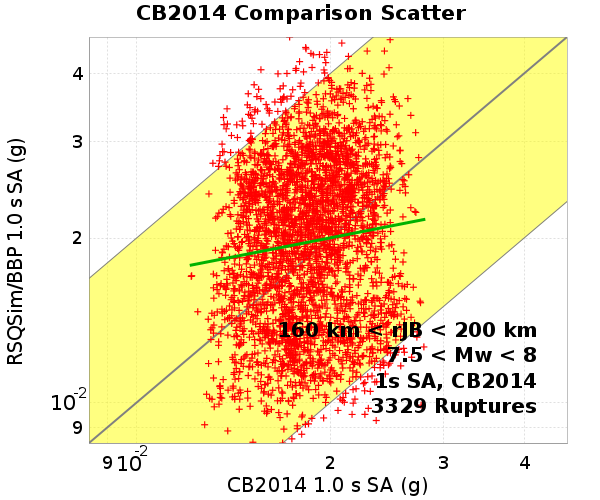 CB2014 Comparison Scatter
RSQSim/BBP 1.0 s SA (g)
4
3
2
10-2
9
160 km < rJB < 200 km
7.5 < Mw < 8
1s SA, CB2014
3329 Ruptures
9 10-2 2 3 4
CB2014 1.0 s SA (g)